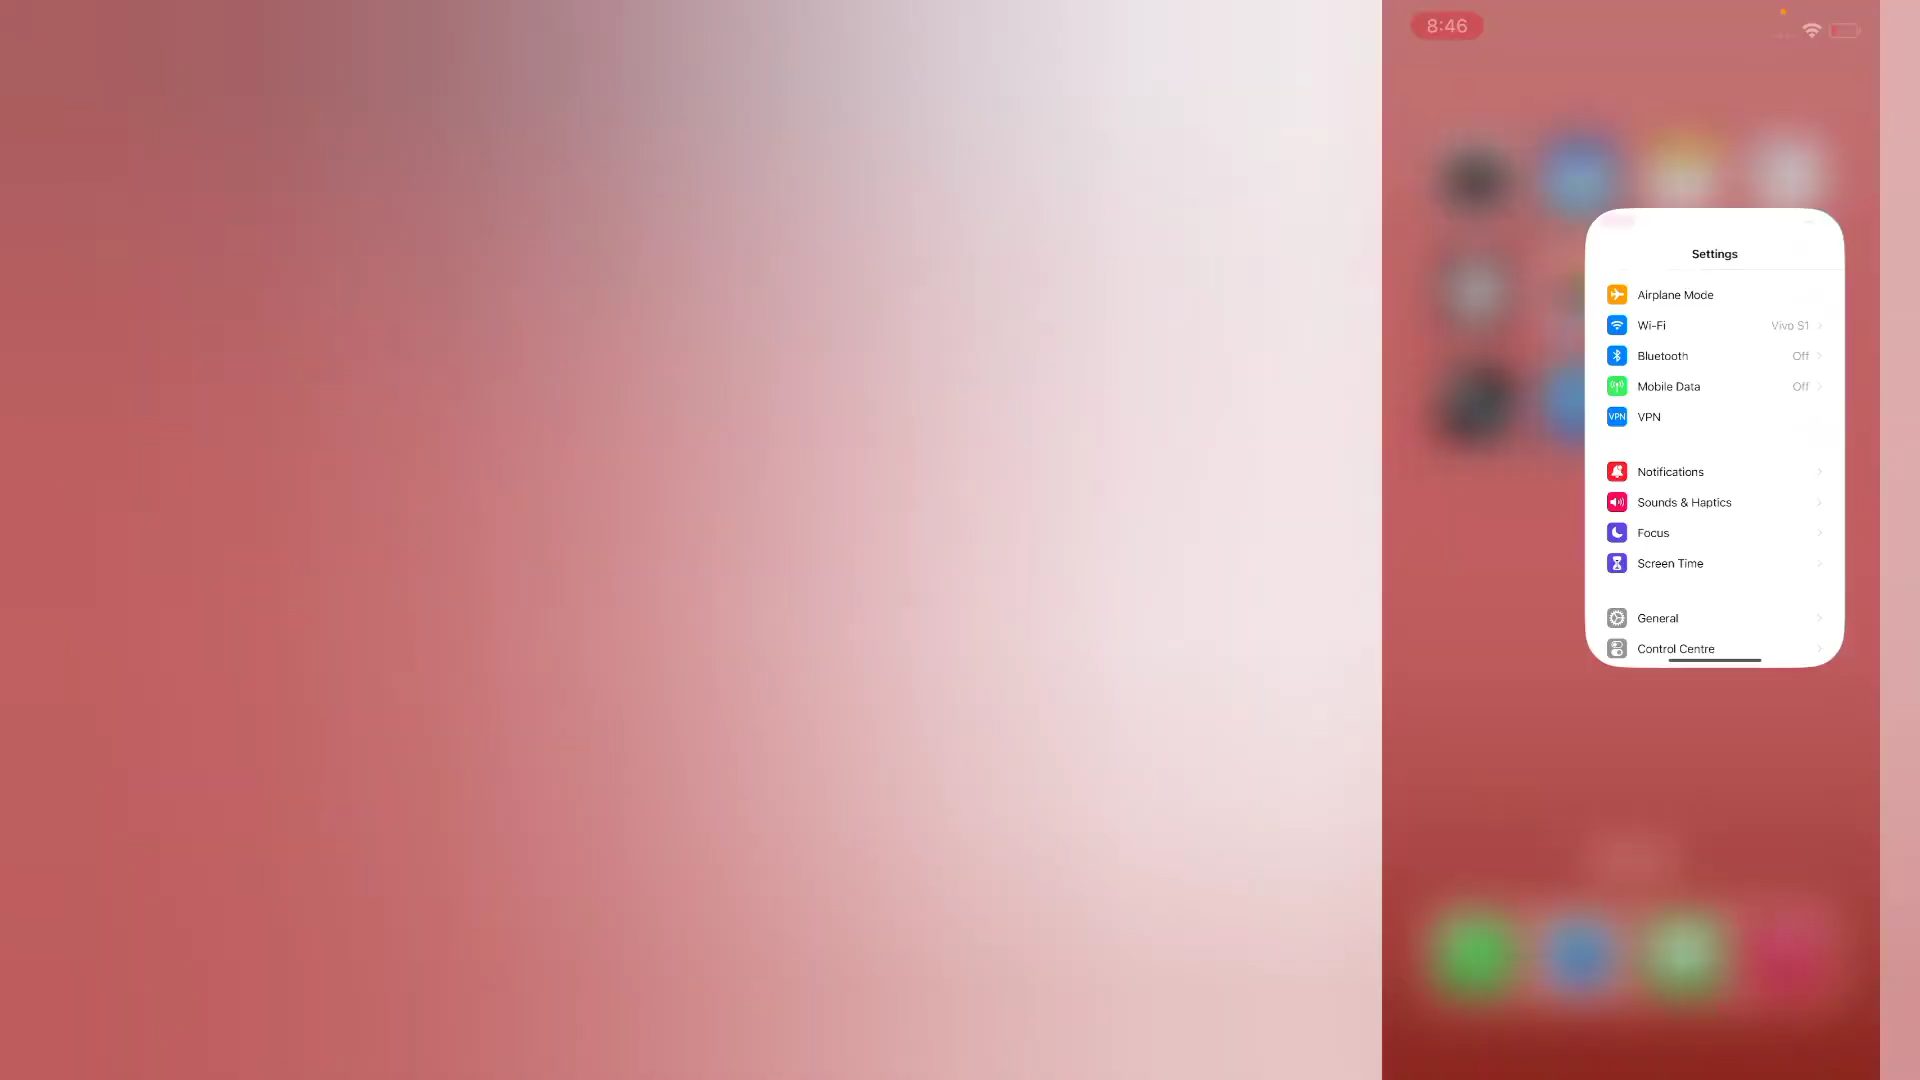 8:46
Settings
Airplane Mode
Wi-Fi Vivo S1
Bluetooth Off
Mobile Data Off
VPN VPN
Notifications
Sounds & Haptics
Focus
Screen Time
General
Control Centre